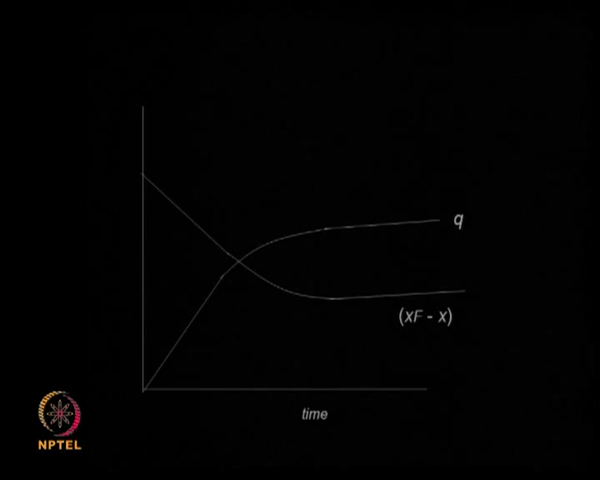 q
(xF - x)
time
NPTEL